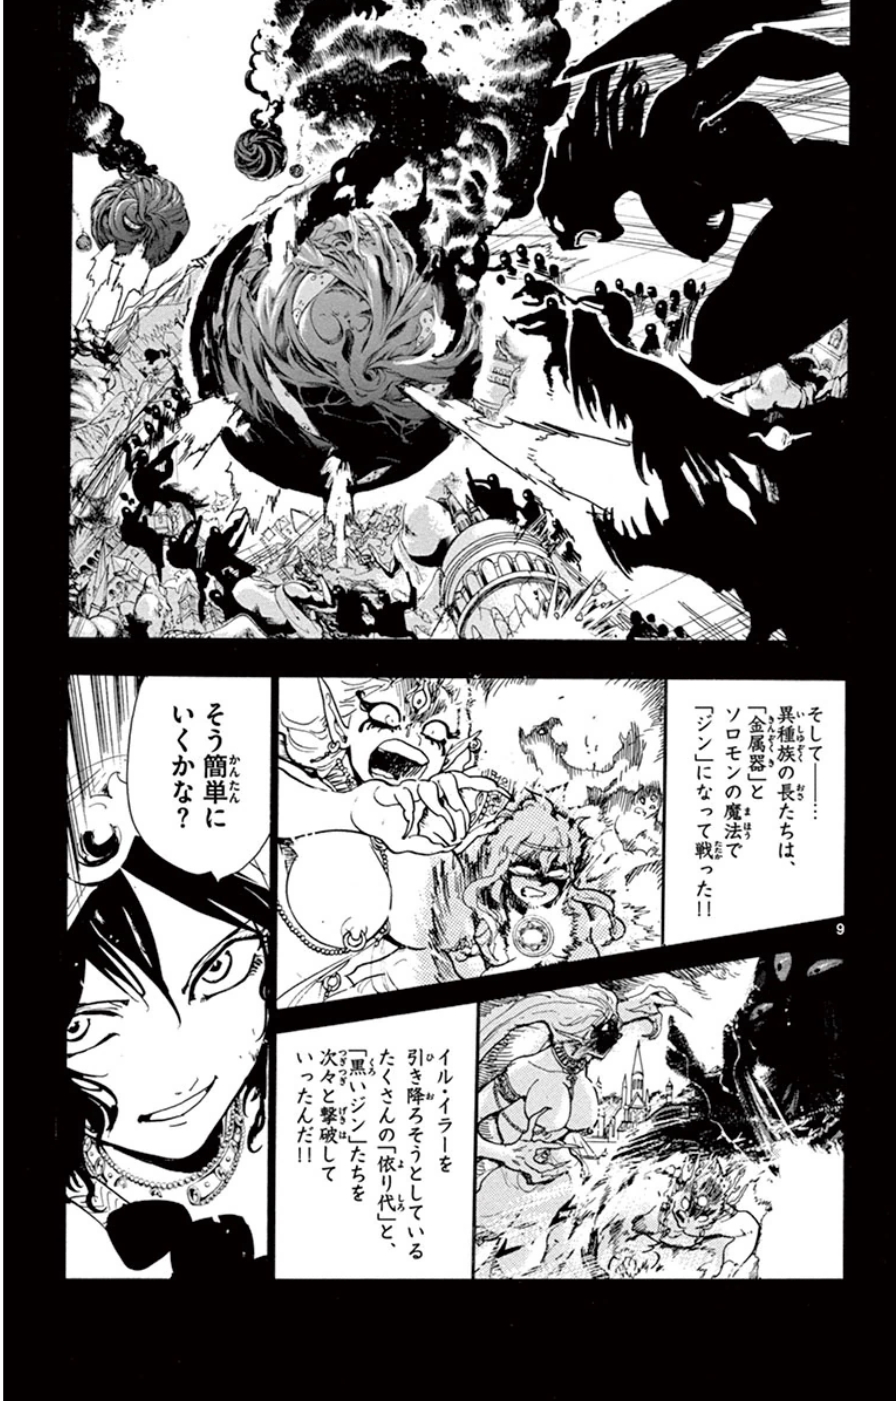 そして――…
異種族の長たちは、
「金属器」と
ソロモンの魔法で
「ジン」になって戦った!!
9
イル・イラーを
引き降ろそうとしている
たくさんの「依り代」と、
「黒いジン」たちを
次々と撃破して
いったんだ!!
そう簡単に
いくかな?